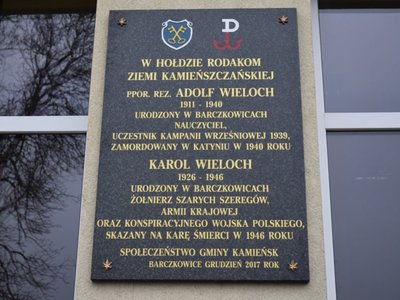 W HOŁDZIE RODAKOM
ZIEMI KAMIEŃSZCZAŃSKIEJ
PPOR. REZ. ADOLF WIELOCH
1911 - 1940
URODZONY W BARCZKOWICACH
NAUCZYCIEL,
UCZESTNIK KAMPANII WRZEŚNIOWEJ 1939,
ZAMORDOWANY W KATYNIU W 1940 ROKU
KAROL WIELOCH
1926 - 1946
URODZONY W BARCZKOWICACH
ŻOŁNIERZ SZARYCH SZEREGÓW,
ARMII KRAJOWEJ
ORAZ KONSPIRACYJNEGO WOJSKA POLSKIEGO,
SKAZANY NA KARĘ ŚMIERCI W 1946 ROKU
SPOŁECZEŃSTWO GMINY KAMIEŃSK
BARCZKOWICE GRUDZIEŃ 2017 ROK